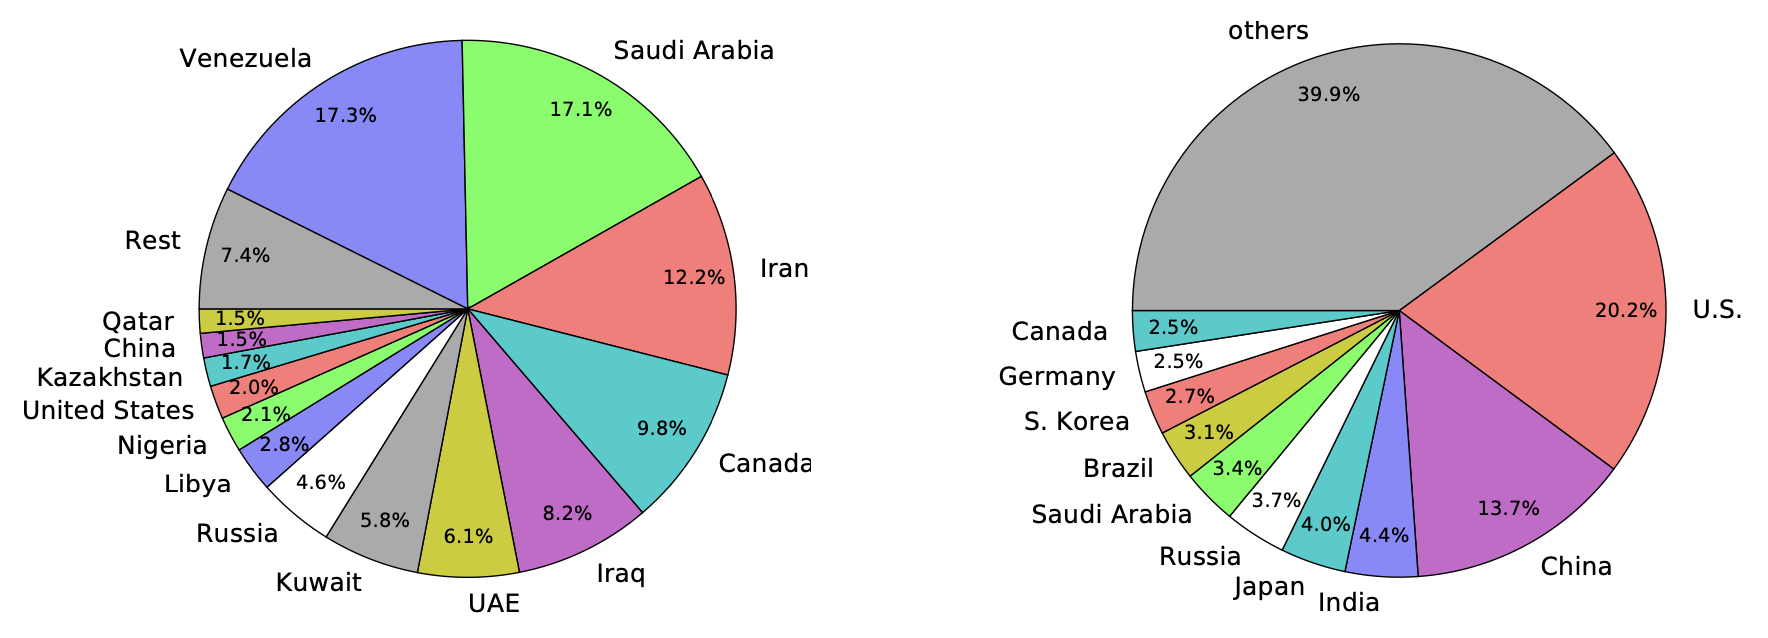 Venezuela
17.3%
Saudi Arabia
17.1%
Iran
12.2%
Canada
9.8%
Iraq
8.2%
UAE
6.1%
Kuwait
5.8%
Russia
4.6%
Libya
2.8%
Nigeria
2.1%
United States
2.0%
Kazakhstan
1.7%
China
1.5%
Qatar
1.5%
Rest
7.4%
others
39.9%
U.S.
20.2%
China
13.7%
India
4.4%
Japan
4.0%
Russia
3.7%
Saudi Arabia
3.4%
Brazil
3.1%
S. Korea
2.7%
Germany
2.5%
Canada
2.5%